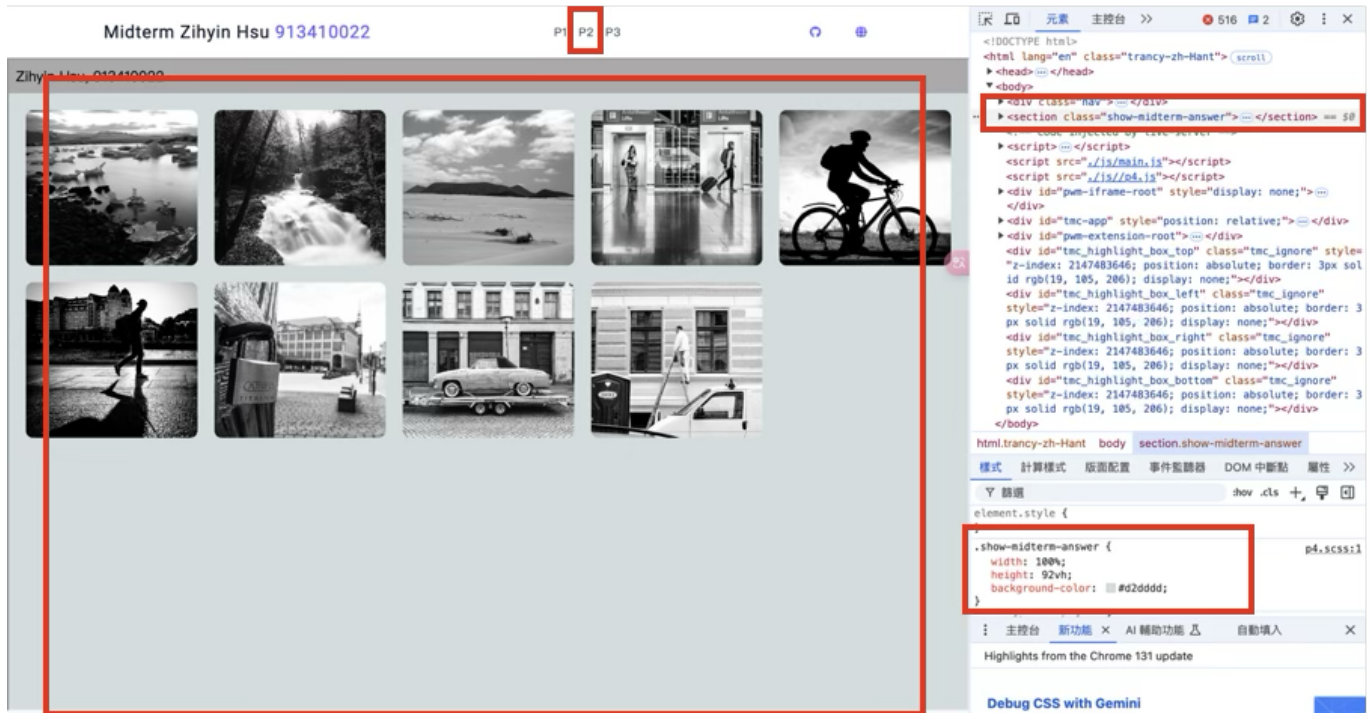 Midterm Zihyin Hsu 913410022
P1 P2 P3
Zihyin Hsu, 913410022
元素 主控台 516 2
<!DOCTYPE html>
<html lang="en" class="trancy-zh-Hant"> scroll
<head> </head>
<body>
<div class="nav"> </div>
<section class="show-midterm-answer"> </section> == $0
<!-- Code injected by live-server -->
<script> </script>
<script src="./js/main.js"></script>
<script src="./js//p4.js"></script>
<div id="pwm-iframe-root" style="display: none;">
</div>
<div id="tmc-app" style="position: relative;"> </div>
<div id="pwm-extension-root"> </div>
<div id="tmc_highlight_box_top" class="tmc_ignore" style=
"z-index: 2147483646; position: absolute; border: 3px sol
id rgb(19, 105, 206); display: none;"></div>
<div id="tmc_highlight_box_left" class="tmc_ignore"
style="z-index: 2147483646; position: absolute; border: 3
px solid rgb(19, 105, 206); display: none;"></div>
<div id="tmc_highlight_box_right" class="tmc_ignore"
style="z-index: 2147483646; position: absolute; border: 3
px solid rgb(19, 105, 206); display: none;"></div>
<div id="tmc_highlight_box_bottom" class="tmc_ignore"
style="z-index: 2147483646; position: absolute; border: 3
px solid rgb(19, 105, 206); display: none;"></div>
</body>
html.trancy-zh-Hant body section.show-midterm-answer
樣式 計算樣式 版面配置 事件監聽器 DOM 中斷點 屬性
篩選 :hov .cls
element.style {
}
.show-midterm-answer { p4.scss:1
width: 100%;
height: 92vh;
background-color: #d2dddd;
}
主控台 新功能 AI 輔助功能 自動填入
Highlights from the Chrome 131 update
Debug CSS with Gemini